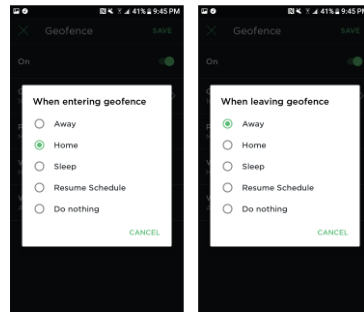 41% 9:45 PM
Geofence SAVE
On
When entering geofence
Away
Home
Sleep
Resume Schedule
Do nothing
CANCEL
41% 9:45 PM
Geofence SAVE
On
When leaving geofence
Away
Home
Sleep
Resume Schedule
Do nothing
CANCEL